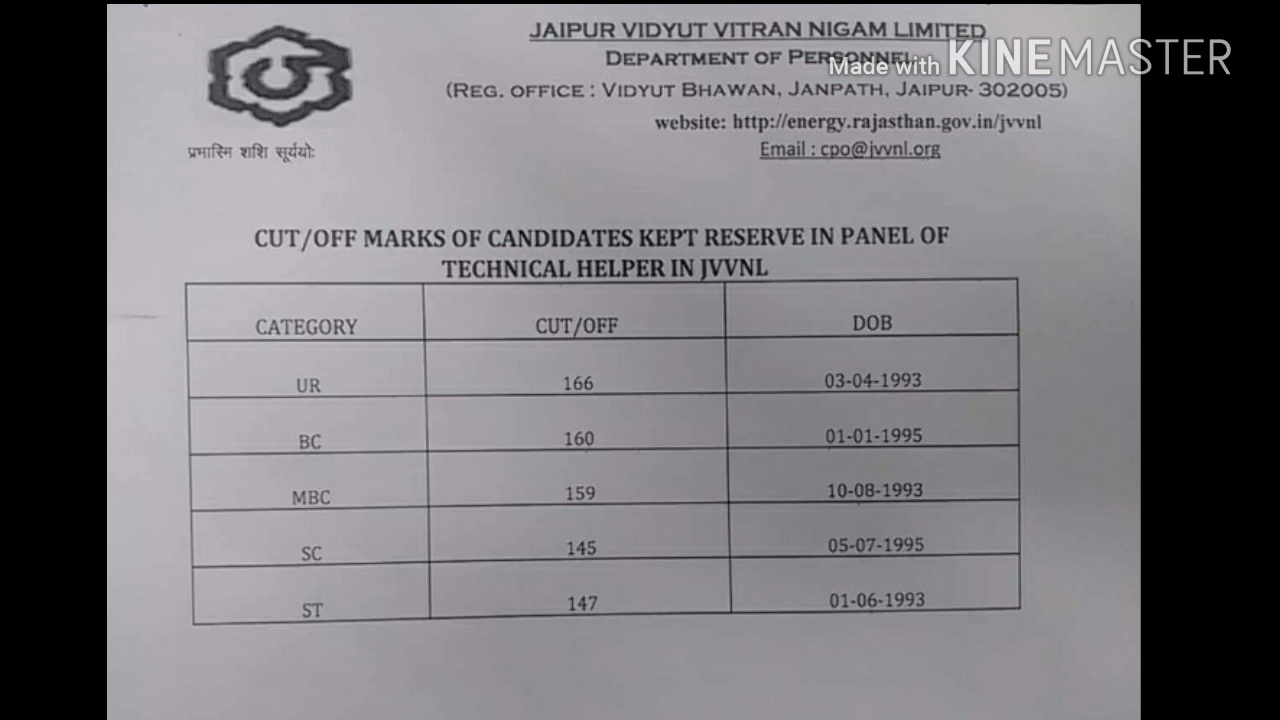 JAIPUR VIDYUT VITRAN NIGAM LIMITED
DEPARTMENT OF PERSONNEL
Made with KINEMASTER
(REG. OFFICE : VIDYUT BHAWAN, JANPATH, JAIPUR- 302005)
website: http://energy.rajasthan.gov.in/jvvnl
Email : cpo@jvvnl.org
प्रभास्मि शशि सूर्ययोः
CUT/OFF MARKS OF CANDIDATES KEPT RESERVE IN PANEL OF
TECHNICAL HELPER IN JVVNL
CATEGORY CUT/OFF DOB
UR 166 03-04-1993
BC 160 01-01-1995
MBC 159 10-08-1993
SC 145 05-07-1995
ST 147 01-06-1993